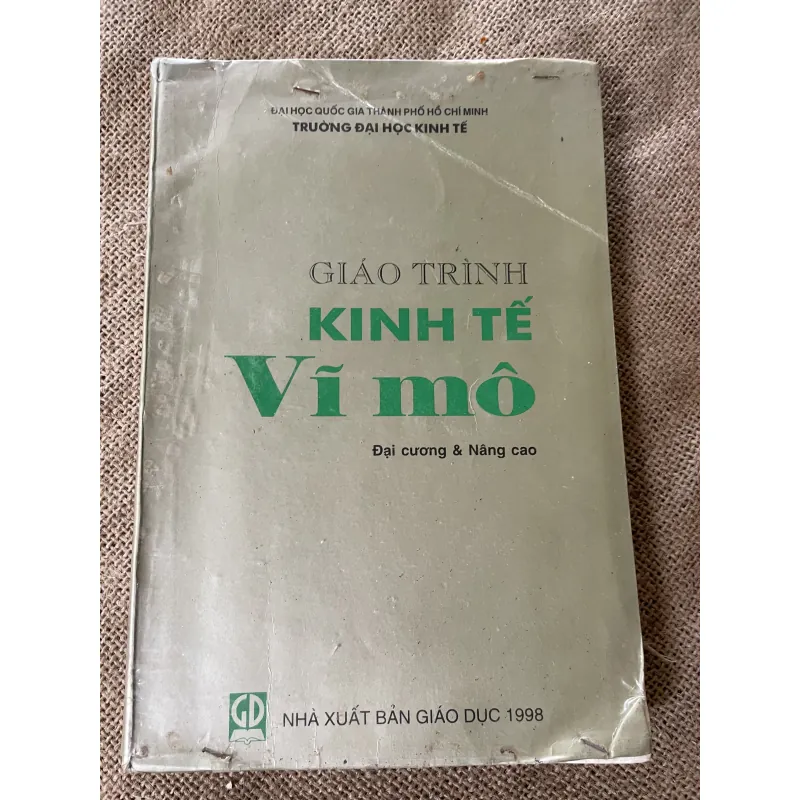 ĐẠI HỌC QUỐC GIA THÀNH PHỐ HỒ CHÍ MINH
TRƯỜNG ĐẠI HỌC KINH TẾ
GIÁO TRÌNH
KINH TẾ
Vĩ mô
Đại cương & Nâng cao
GD
NHÀ XUẤT BẢN GIÁO DỤC 1998